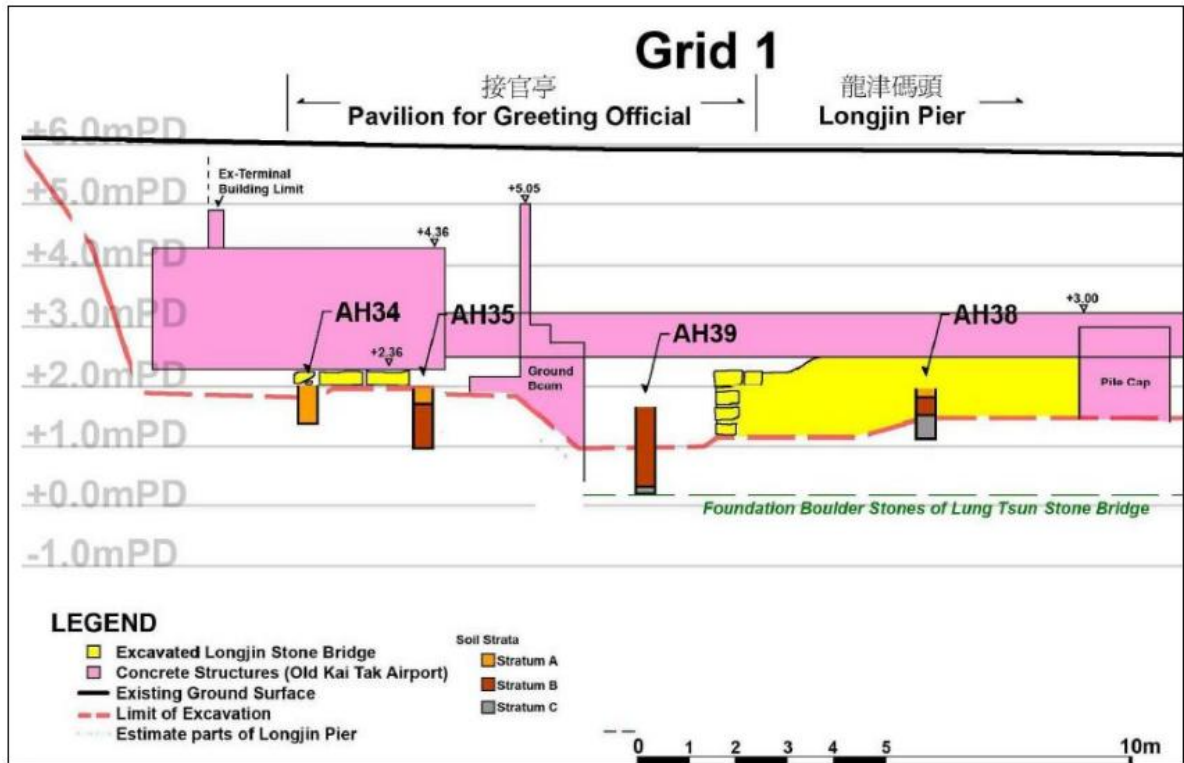 Grid 1
接官亭
Pavilion for Greeting Official
龍津碼頭
Longjin Pier
+6.0mPD
Ex-Terminal
Building Limit
+5.0mPD
+5.05
+4.36
+4.0mPD
+3.00
+3.0mPD
AH34
AH35
AH39
AH38
+2.36
+2.0mPD
Ground
Beam
Pile Cap
+1.0mPD
+0.0mPD
Foundation Boulder Stones of Lung Tsun Stone Bridge
-1.0mPD
LEGEND
Excavated Longjin Stone Bridge
Concrete Structures (Old Kai Tak Airport)
Existing Ground Surface
Limit of Excavation
Estimate parts of Longjin Pier
Soil Strata
Stratum A
Stratum B
Stratum C
0 1 2 3 4 5 10m